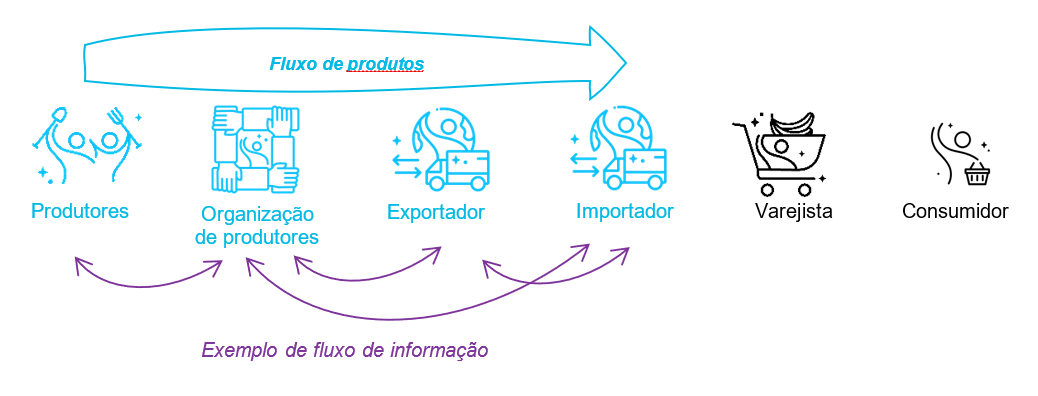 Fluxo de produtos
Produtores
Organização
de produtores
Exportador
Importador
Varejista
Consumidor
Exemplo de fluxo de informação